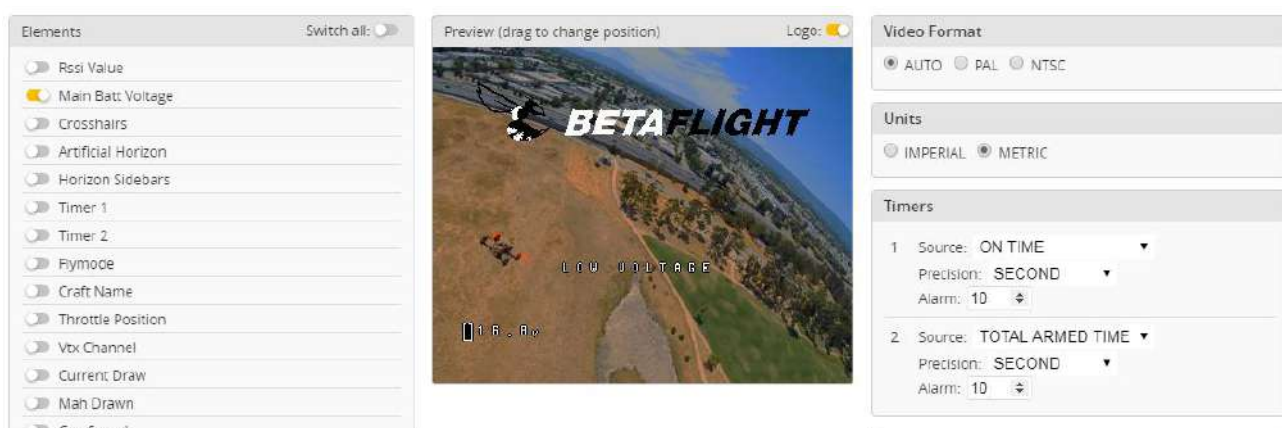 Elements Switch all:
Rssi Value
Main Batt Voltage
Crosshairs
Artificial Horizon
Horizon Sidebars
Timer 1
Timer 2
Flymode
Craft Name
Throttle Position
Vtx Channel
Current Draw
Mah Drawn
Preview (drag to change position) Logo:
BETAFLIGHT
LOW VOLTAGE
16.8v
Video Format
AUTO PAL NTSC
Units
IMPERIAL METRIC
Timers
1 Source: ON TIME
Precision: SECOND
Alarm: 10
2 Source: TOTAL ARMED TIME
Precision: SECOND
Alarm: 10